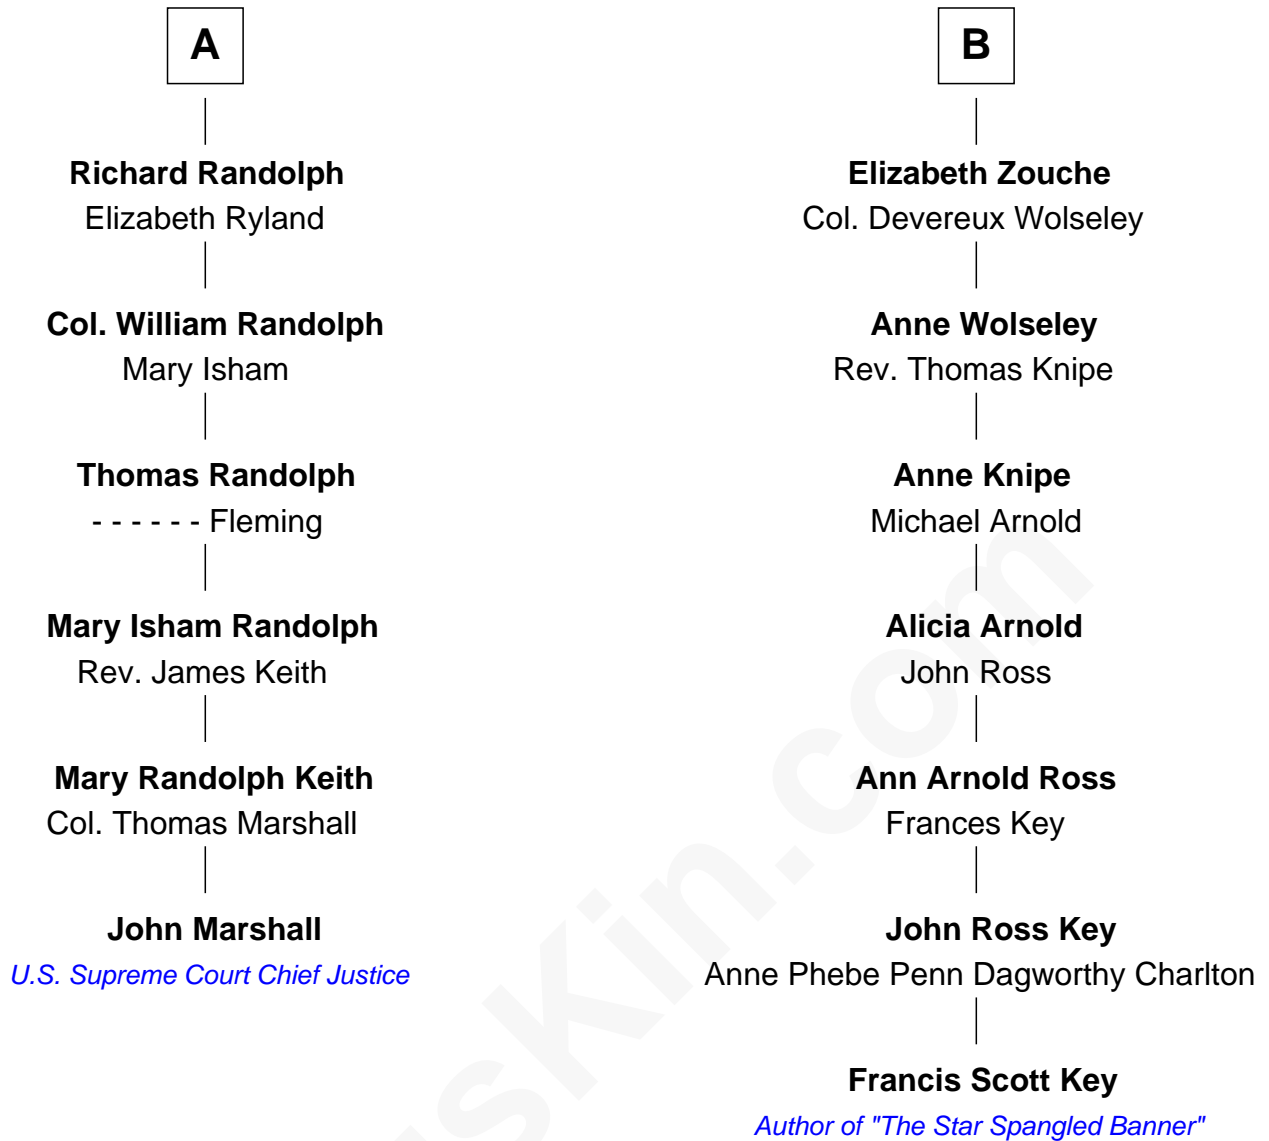 A
Richard Randolph
Elizabeth Ryland
Col. William Randolph
Mary Isham
Thomas Randolph
- - - - - - Fleming
Mary Isham Randolph
Rev. James Keith
Mary Randolph Keith
Col. Thomas Marshall
John Marshall
U.S. Supreme Court Chief Justice
B
Elizabeth Zouche
Col. Devereux Wolseley
Anne Wolseley
Rev. Thomas Knipe
Anne Knipe
Michael Arnold
Alicia Arnold
John Ross
Ann Arnold Ross
Frances Key
John Ross Key
Anne Phebe Penn Dagworthy Charlton
Francis Scott Key
Author of "The Star Spangled Banner"
usKin.com